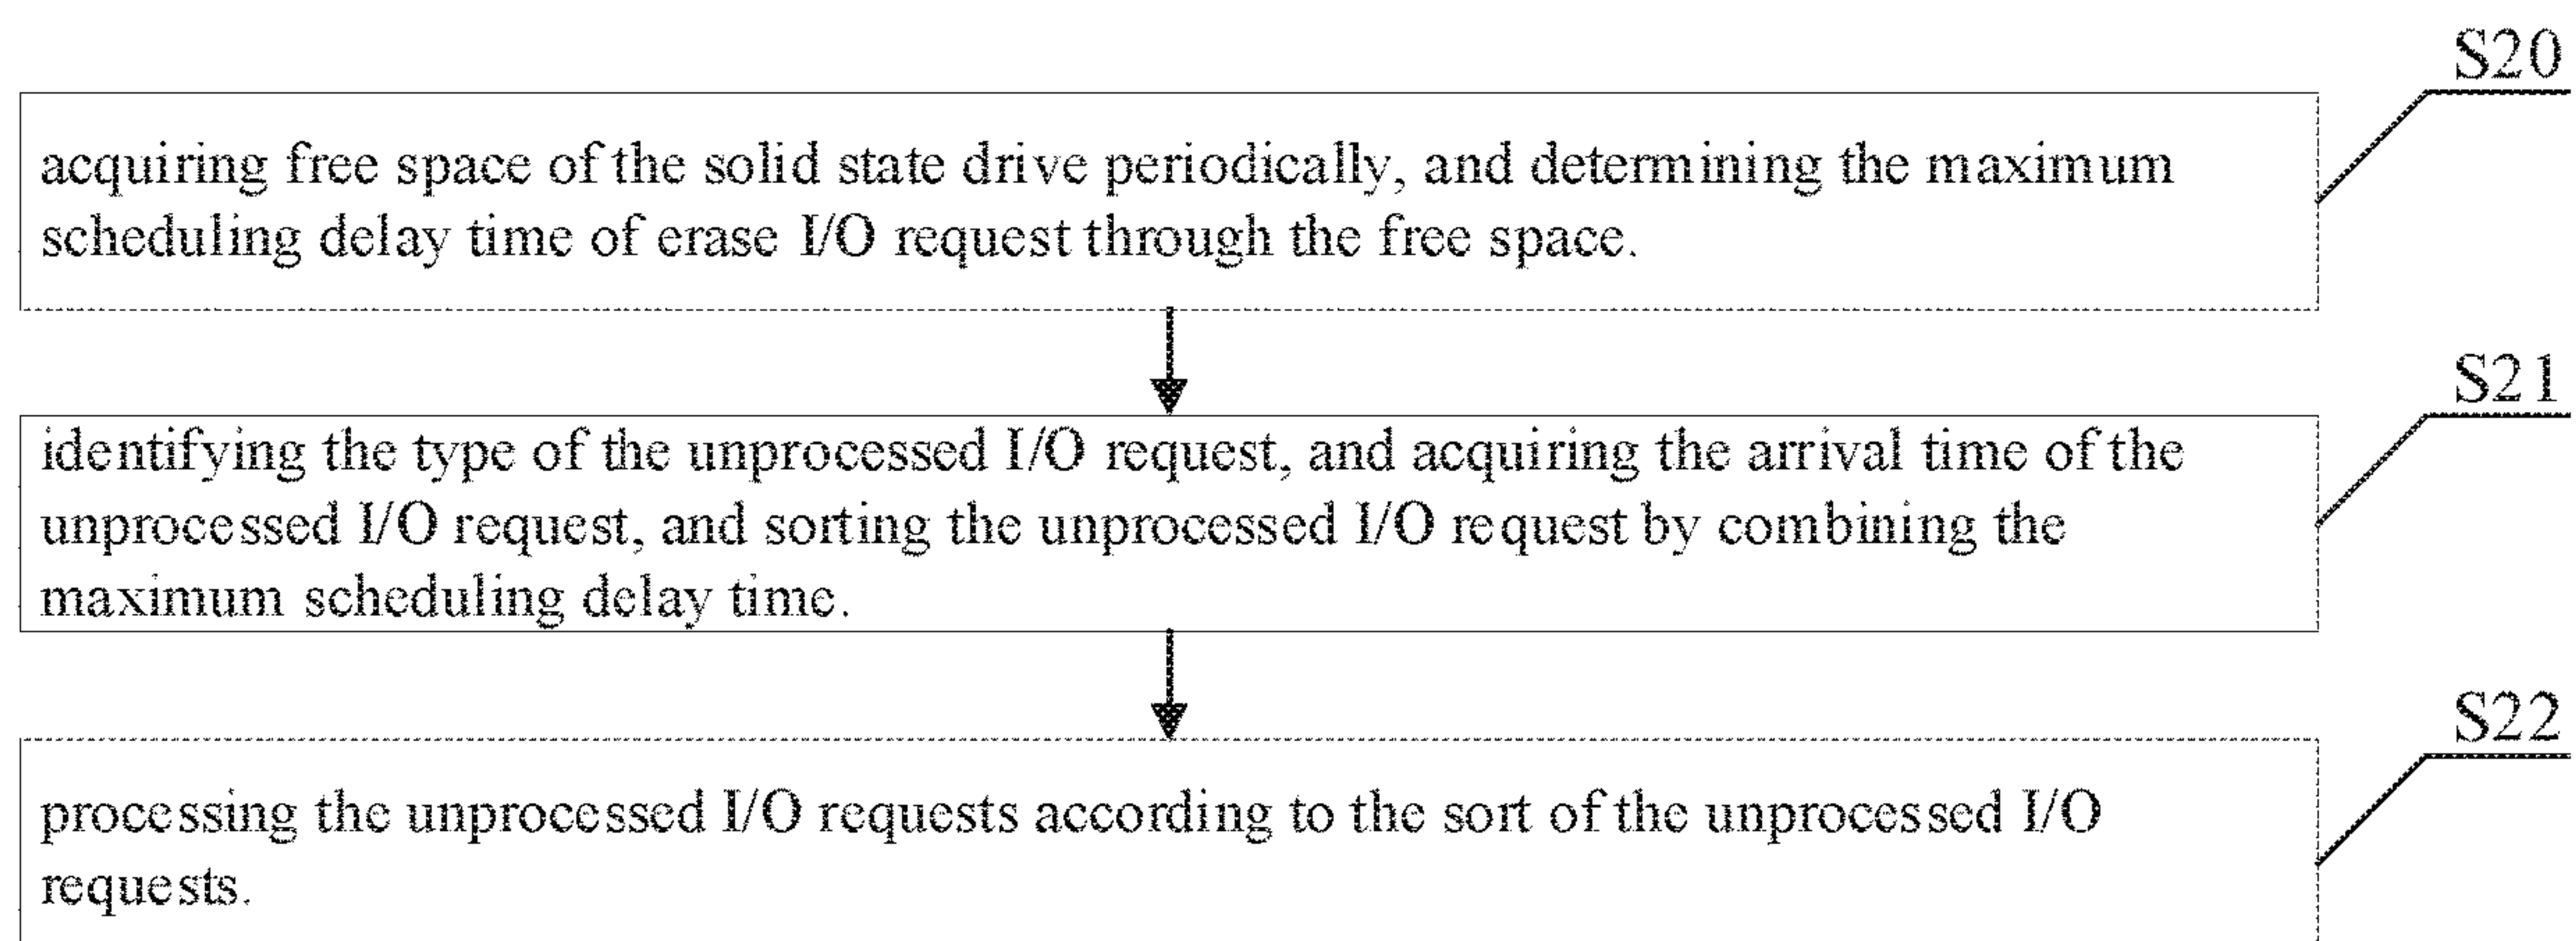 S20
acquiring free space of the solid state drive periodically, and determining the maximum
scheduling delay time of erase I/O request through the free space.
S21
identifying the type of the unprocessed I/O request, and acquiring the arrival time of the
unprocessed I/O request, and sorting the unprocessed I/O request by combining the
maximum scheduling delay time.
S22
processing the unprocessed I/O requests according to the sort of the unprocessed I/O
requests.